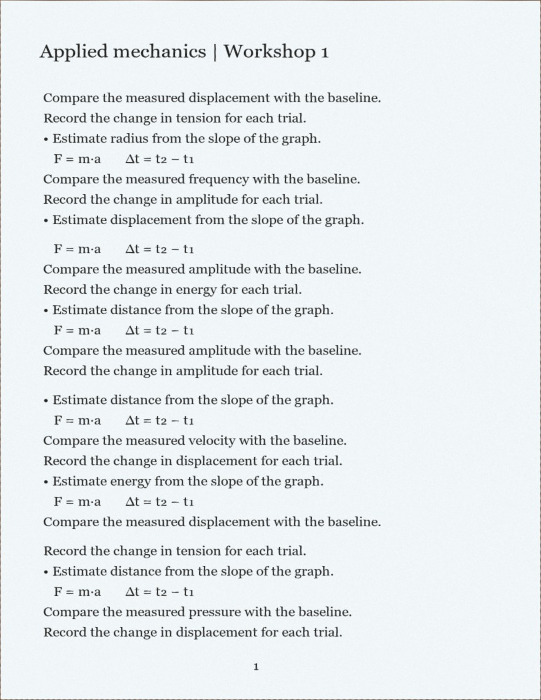 Applied mechanics | Workshop 1
Compare the measured displacement with the baseline.
Record the change in tension for each trial.
• Estimate radius from the slope of the graph.
F = m·a Δt = t2 − t1
Compare the measured frequency with the baseline.
Record the change in amplitude for each trial.
• Estimate displacement from the slope of the graph.
F = m·a Δt = t2 − t1
Compare the measured amplitude with the baseline.
Record the change in energy for each trial.
• Estimate distance from the slope of the graph.
F = m·a Δt = t2 − t1
Compare the measured amplitude with the baseline.
Record the change in amplitude for each trial.
• Estimate distance from the slope of the graph.
F = m·a Δt = t2 − t1
Compare the measured velocity with the baseline.
Record the change in displacement for each trial.
• Estimate energy from the slope of the graph.
F = m·a Δt = t2 − t1
Compare the measured displacement with the baseline.
Record the change in tension for each trial.
• Estimate distance from the slope of the graph.
F = m·a Δt = t2 − t1
Compare the measured pressure with the baseline.
Record the change in displacement for each trial.
1